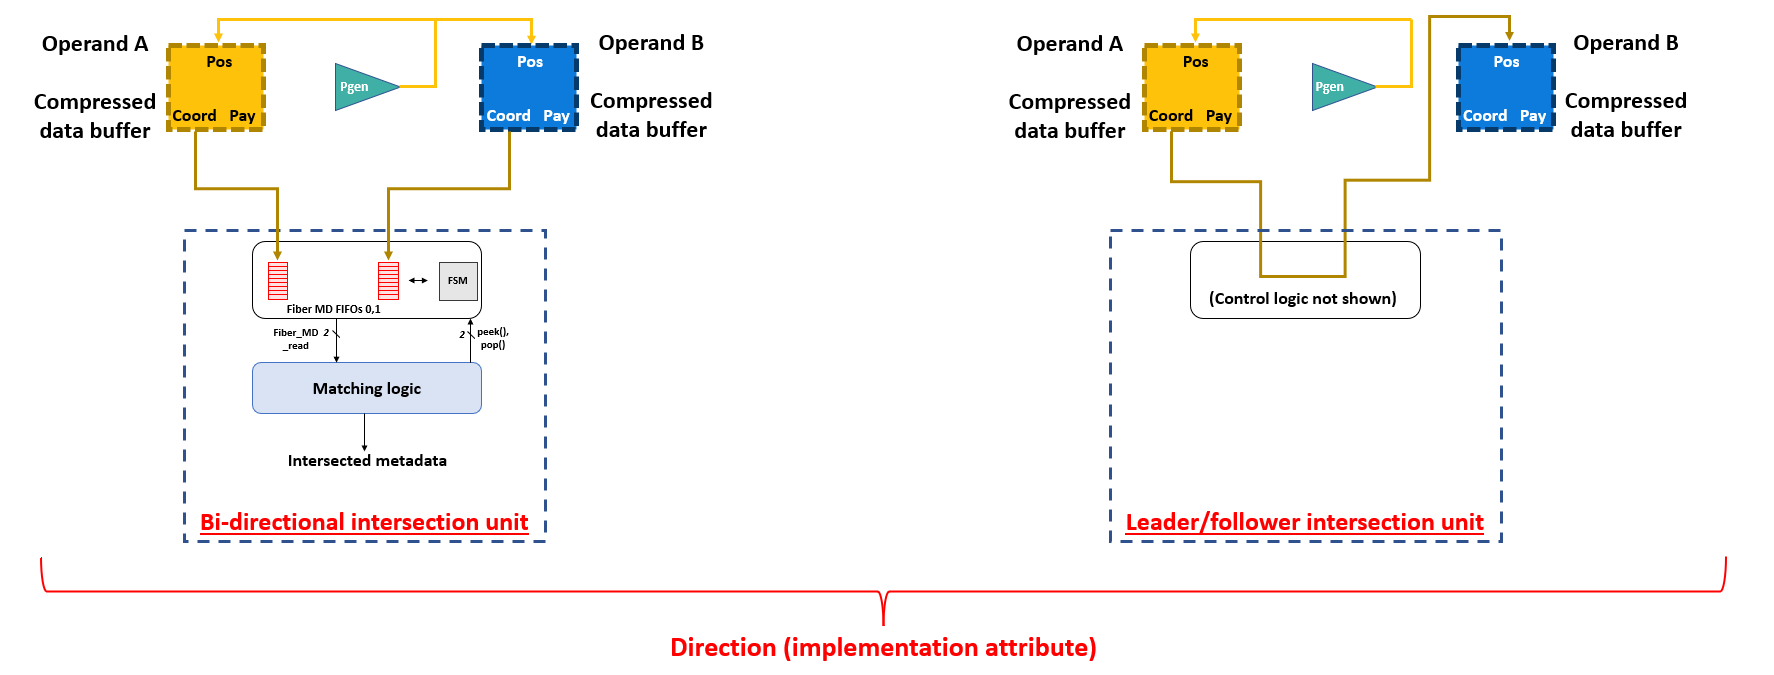 Operand A
Pos
Coord Pay
Compressed
data buffer
Pgen
Operand B
Pos
Coord Pay
Compressed
data buffer
FSM
Fiber MD FIFOs 0,1
Fiber_MD
_read
2
2
peek(),
pop()
Matching logic
Intersected metadata
Bi-directional intersection unit
Operand A
Pos
Coord Pay
Compressed
data buffer
Pgen
Operand B
Pos
Coord Pay
Compressed
data buffer
(Control logic not shown)
Leader/follower intersection unit
Direction (implementation attribute)